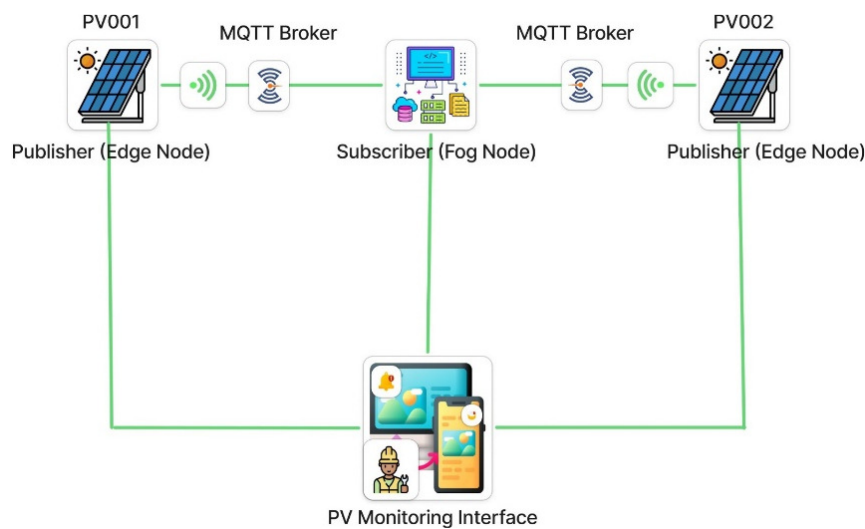 PV001
MQTT Broker
MQTT Broker
PV002
Publisher (Edge Node)
Subscriber (Fog Node)
Publisher (Edge Node)
PV Monitoring Interface